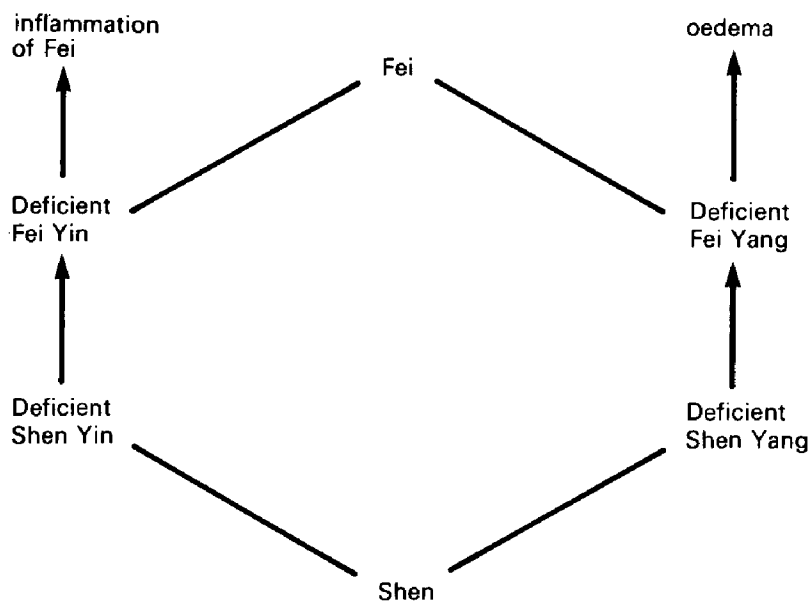 inflammation
of Fei
oedema
Fei
Deficient
Fei Yin
Deficient
Fei Yang
Deficient
Shen Yin
Deficient
Shen Yang
Shen